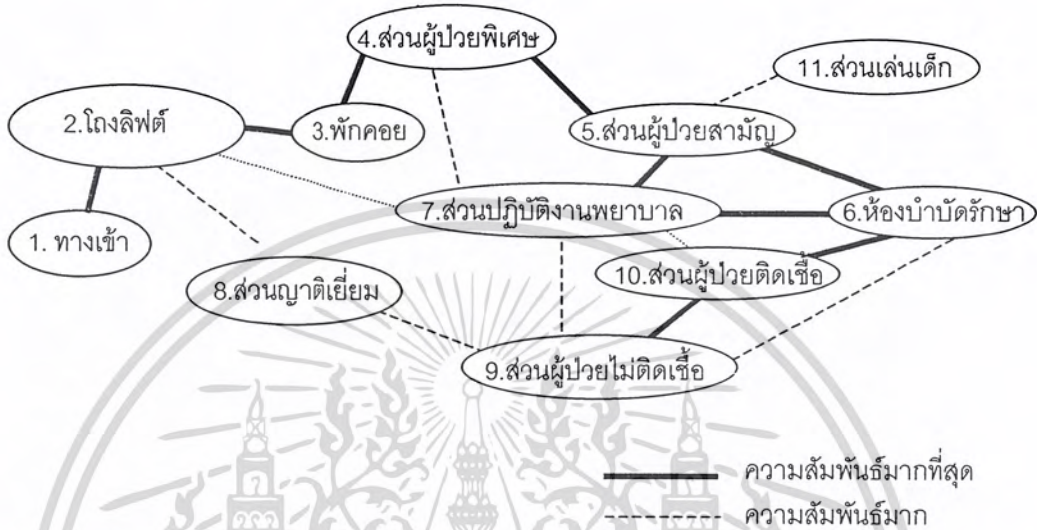 4.ส่วนผู้ป่วยพิเศษ
11.ส่วนเล่นเด็ก
2.โถงลิฟต์
3.พักคอย
5.ส่วนผู้ป่วยสามัญ
7.ส่วนปฏิบัติงานพยาบาล
6.ห้องบำบัดรักษา
1. ทางเข้า
10.ส่วนผู้ป่วยติดเชื้อ
8.ส่วนญาติเยี่ยม
9.ส่วนผู้ป่วยไม่ติดเชื้อ
ความสัมพันธ์มากที่สุด
ความสัมพันธ์มาก